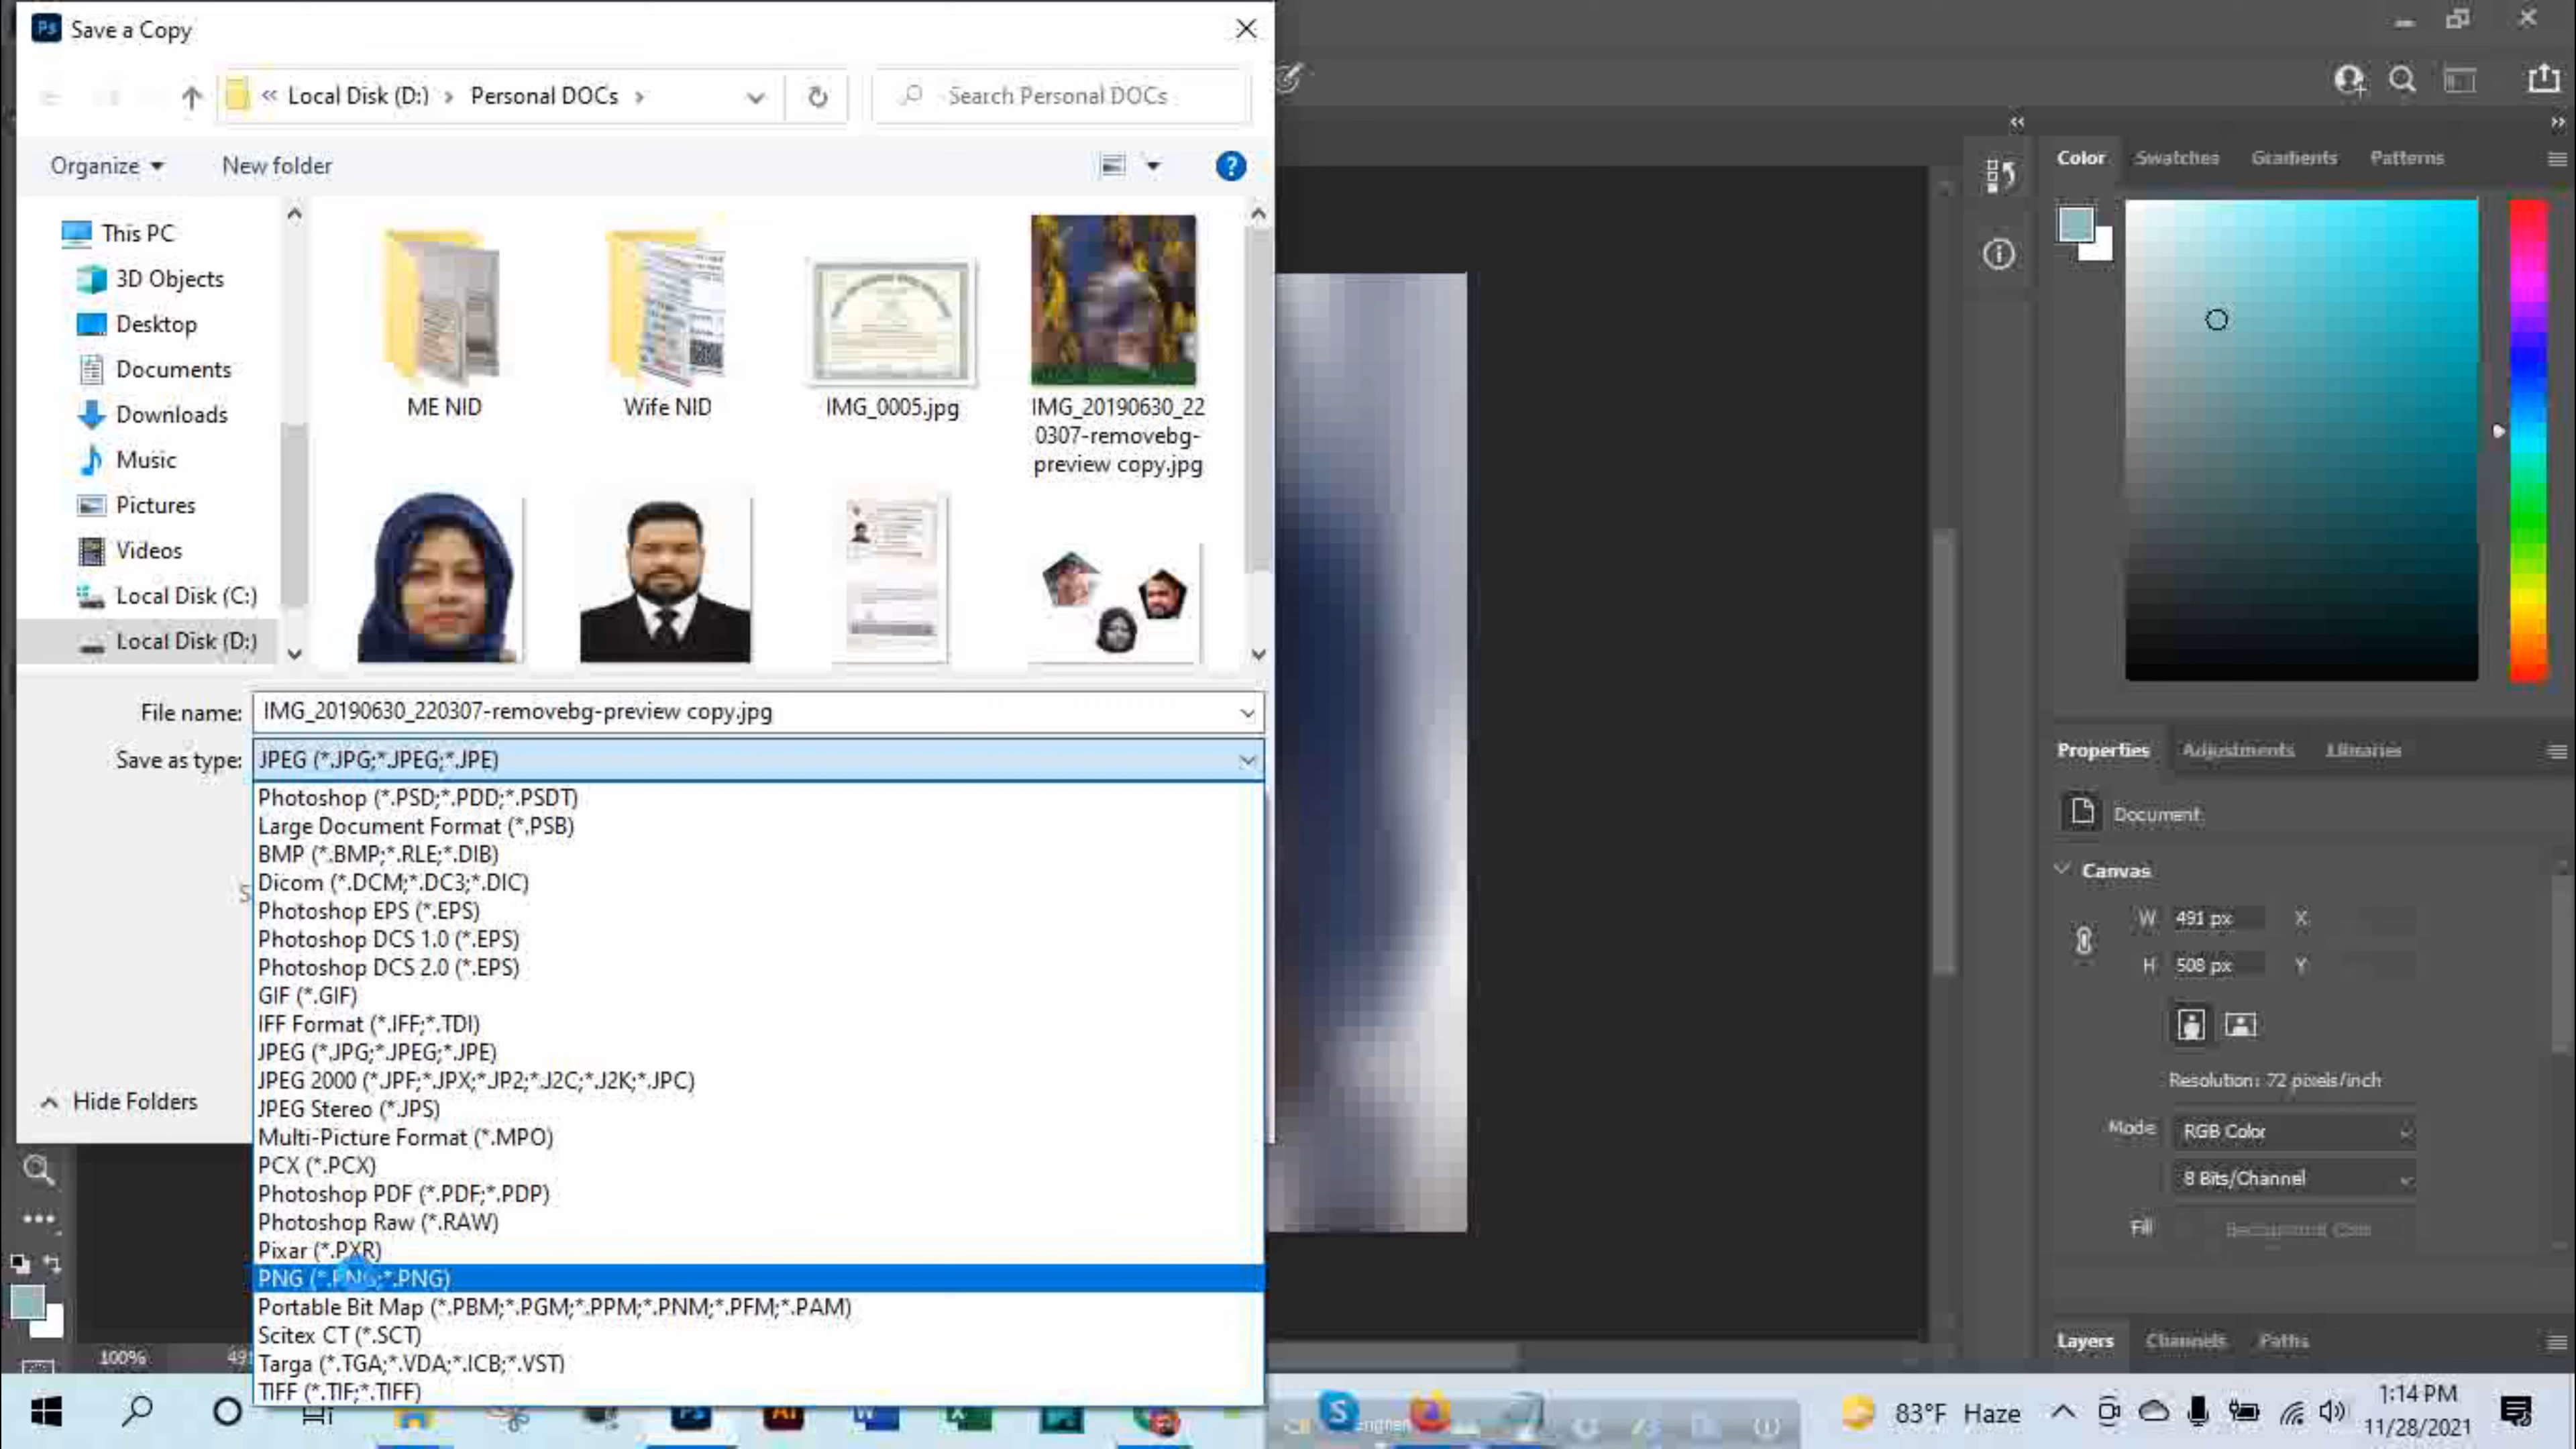 Ps Save a Copy
« Local Disk (D:) › Personal DOCs ›
Search Personal DOCs
Organize
New folder
?
This PC
3D Objects
Desktop
Documents
Downloads
Music
Pictures
Videos
Local Disk (C:)
Local Disk (D:)
ME NID
Wife NID
IMG_0005.jpg
IMG_20190630_22
0307-removebg-
preview copy.jpg
File name: IMG_20190630_220307-removebg-preview copy.jpg
Save as type: JPEG (*.JPG;*.JPEG;*.JPE)
Photoshop (*.PSD;*.PDD;*.PSDT)
Large Document Format (*.PSB)
BMP (*.BMP;*.RLE;*.DIB)
Dicom (*.DCM;*.DC3;*.DIC)
S
Photoshop EPS (*.EPS)
Photoshop DCS 1.0 (*.EPS)
Photoshop DCS 2.0 (*.EPS)
GIF (*.GIF)
IFF Format (*.IFF;*.TDI)
JPEG (*.JPG;*.JPEG;*.JPE)
JPEG 2000 (*.JPF;*.JPX;*.JP2;*.J2C;*.J2K;*.JPC)
JPEG Stereo (*.JPS)
Multi-Picture Format (*.MPO)
PCX (*.PCX)
Photoshop PDF (*.PDF;*.PDP)
Photoshop Raw (*.RAW)
Pixar (*.PXR)
PNG (*.PNG;*.PNG)
Portable Bit Map (*.PBM;*.PGM;*.PPM;*.PNM;*.PFM;*.PAM)
Scitex CT (*.SCT)
Targa (*.TGA;*.VDA;*.ICB;*.VST)
TIFF (*.TIF;*.TIFF)
Hide Folders
100%
491
Color Swatches Gradients Patterns
Properties Adjustments Libraries
Document
Canvas
W 491 px X
H 508 px Y
Resolution: 72 pixels/inch
Mode RGB Color
8 Bits/Channel
Fill Background Color
Layers Channels Paths
83°F Haze
1:14 PM
11/28/2021